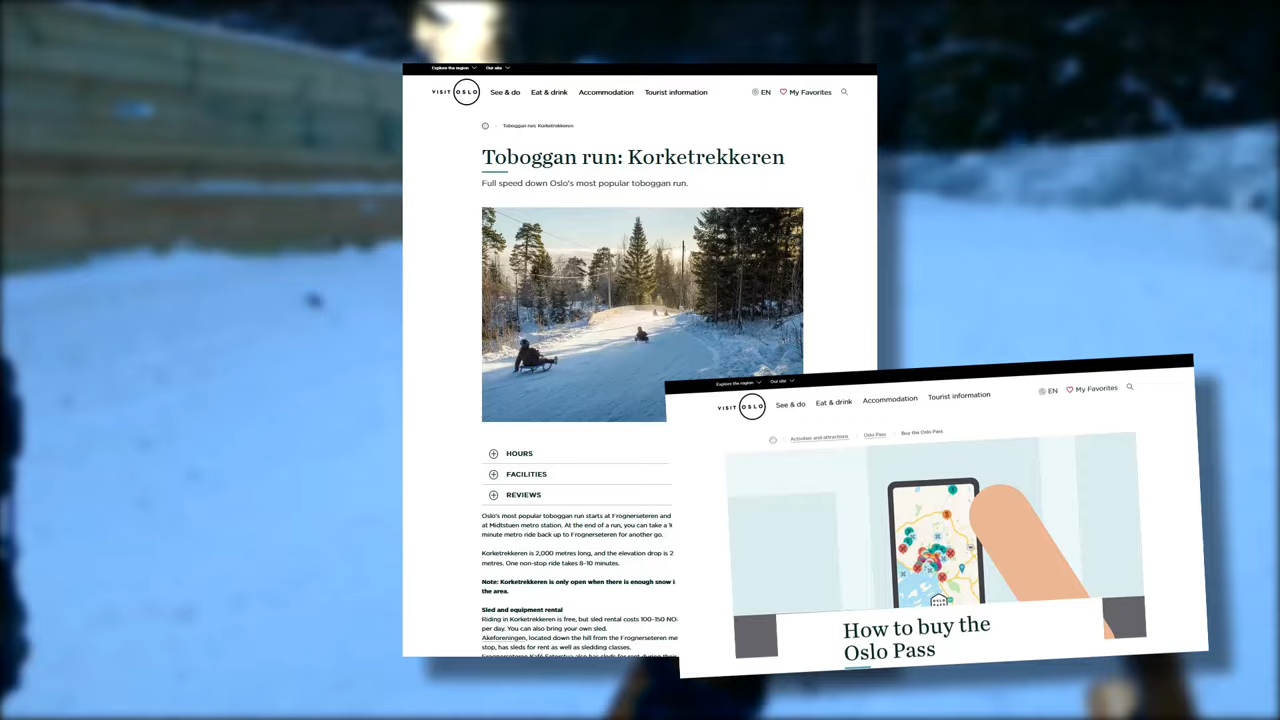 Explore the region Our site
VISIT OSLO See & do Eat & drink Accommodation Tourist information EN My Favorites
Toboggan run: Korketrekkeren
Toboggan run: Korketrekkeren
Full speed down Oslo's most popular toboggan run.
HOURS
FACILITIES
REVIEWS
Oslo's most popular toboggan run starts at Frognerseteren and
at Midtstuen metro station. At the end of a run, you can take a
minute metro ride back up to Frognerseteren for another go.
Korketrekkeren is 2,000 metres long, and the elevation drop is 2
metres. One non-stop ride takes 8-10 minutes.
Note: Korketrekkeren is only open when there is enough snow i
the area.
Sled and equipment rental
Riding in Korketrekkeren is free, but sled rental costs 100-150 NO
per day. You can also bring your own sled.
Akeforeningen, located down the hill from the Frognerseteren me
stop, has sleds for rent as well as sledding classes.
Explore the region Our site
VISIT OSLO See & do Eat & drink Accommodation Tourist information EN My Favorites
Activities and attractions Oslo Pass Buy the Oslo Pass
How to buy the
Oslo Pass